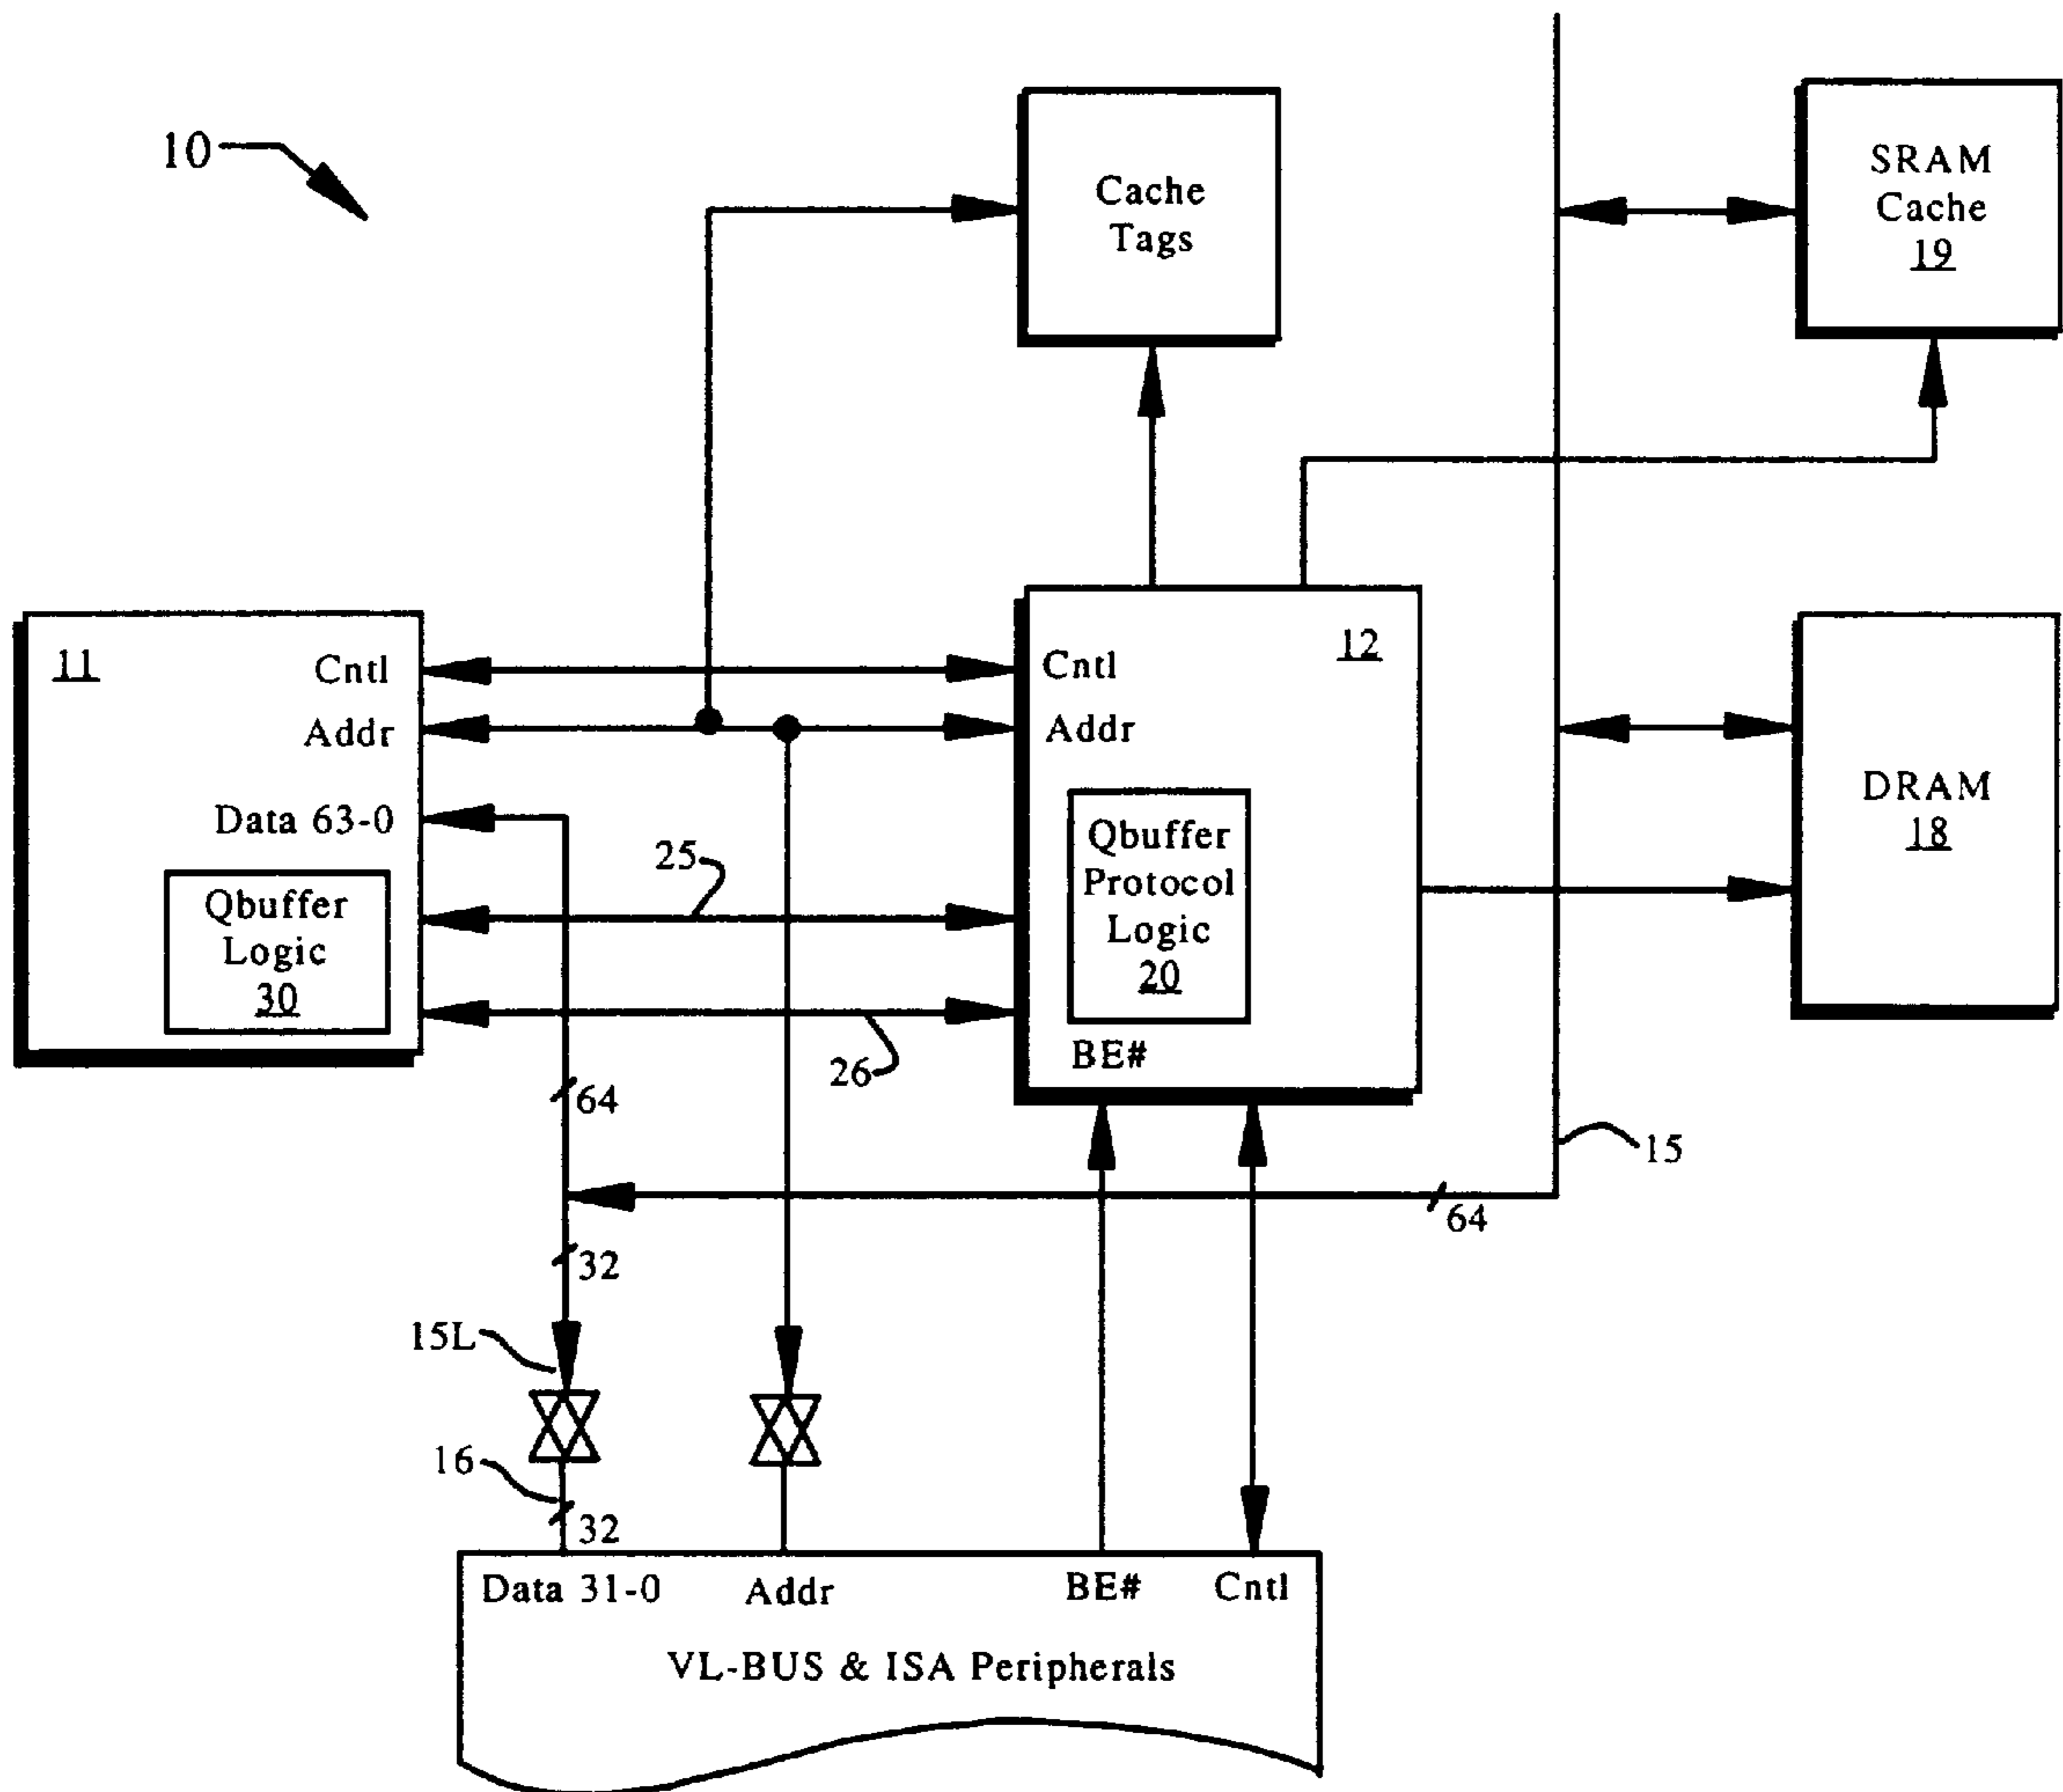 10
Cache
Tags
SRAM
Cache
19
11
Cntl
Addr
Data 63-0
Qbuffer
Logic
30
25
26
12
Cntl
Addr
Qbuffer
Protocol
Logic
20
BE#
DRAM
18
64
15
64
32
15L
16
32
Data 31-0 Addr BE# Cntl
VL-BUS & ISA Peripherals